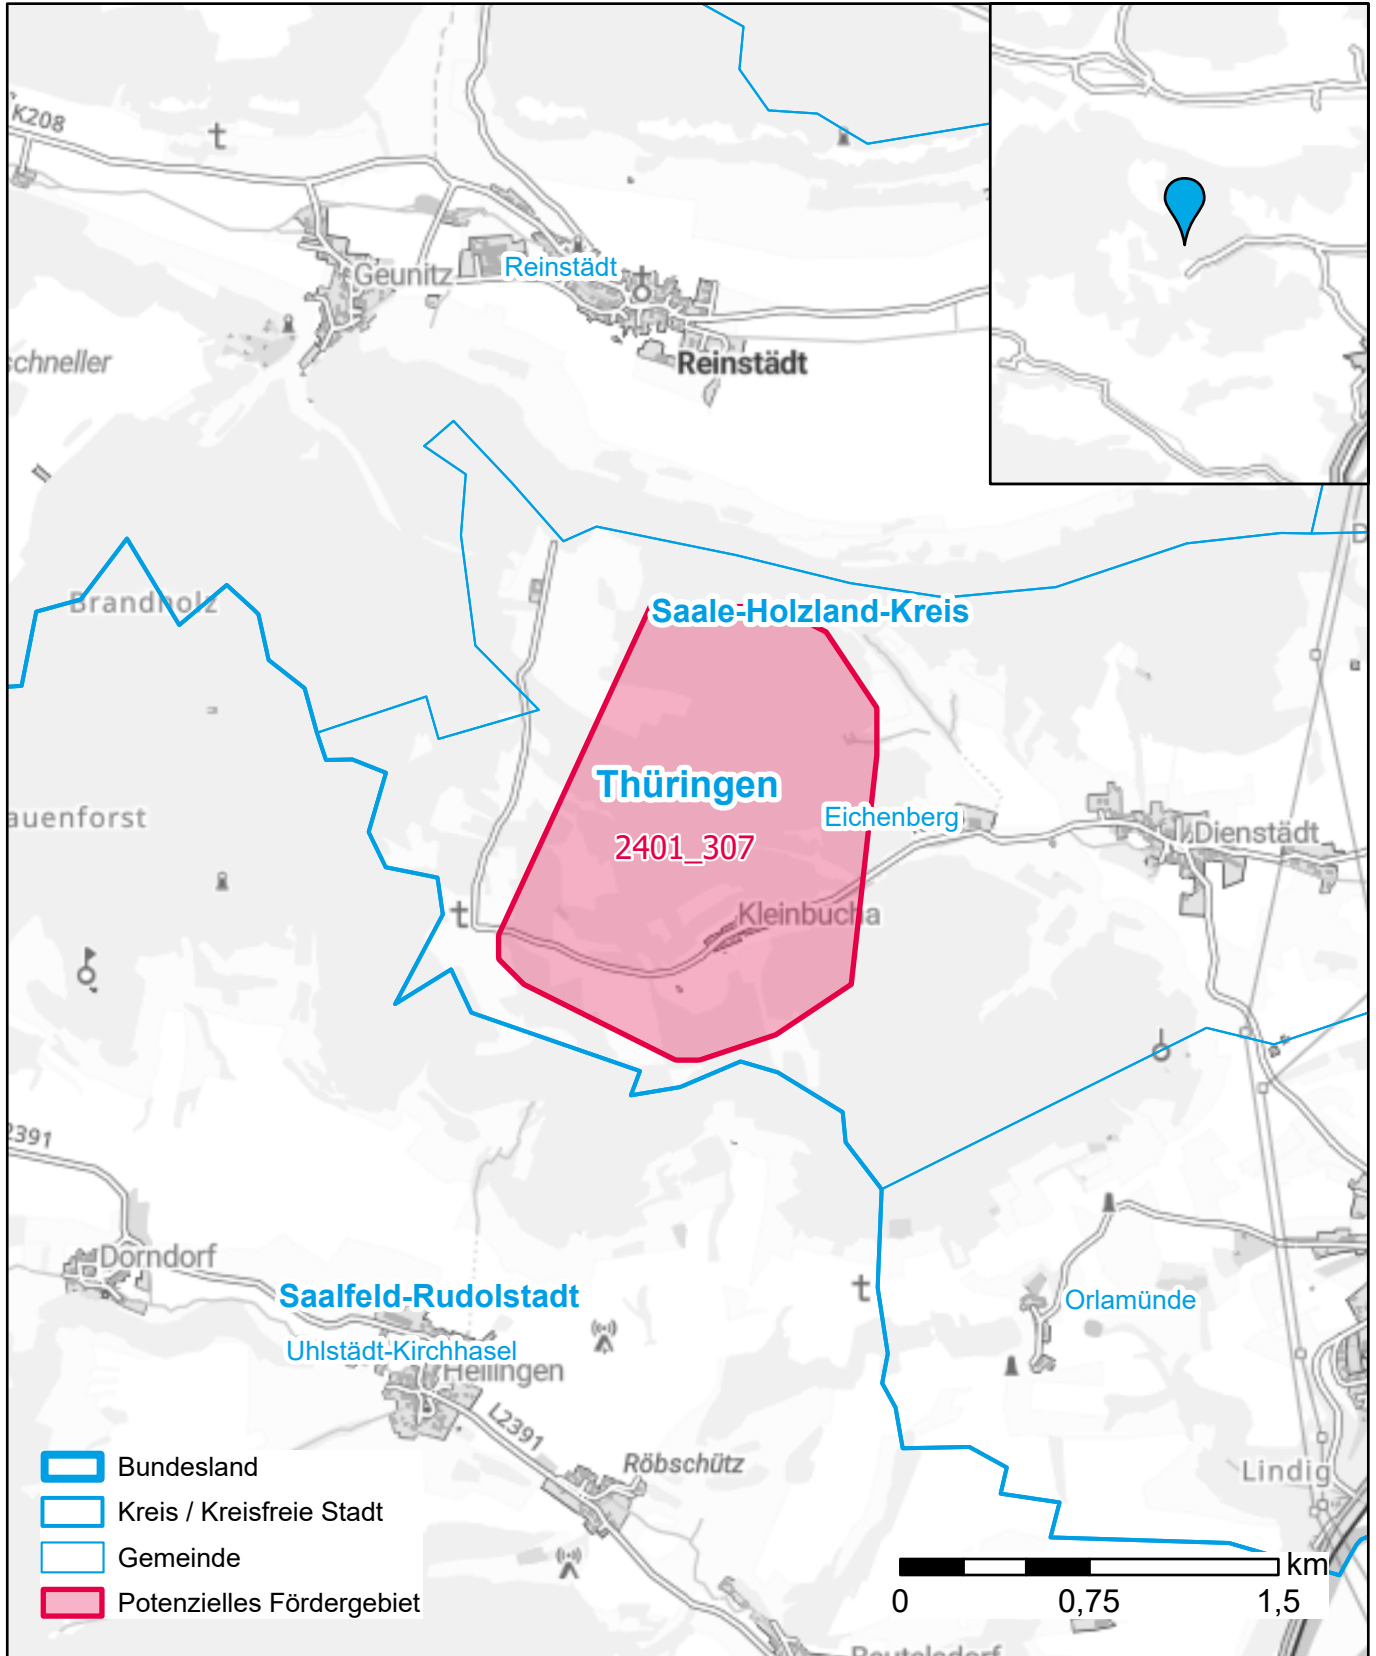 K208
Geunitz
Reinstädt
Reinstädt
schneller
Brandholz
Saale-Holzland-Kreis
Thüringen
2401_307
Eichenberg
auenforst
Dienstädt
Kleinbucha
2391
Dorndorf
Saalfeld-Rudolstadt
Orlamünde
Uhlstädt-Kirchhasel
Heilingen
L2391
Röbschütz
Lindig
Bundesland
Kreis / Kreisfreie Stadt
Gemeinde
Potenzielles Fördergebiet
km
0 0,75 1,5
Beutelsdorf